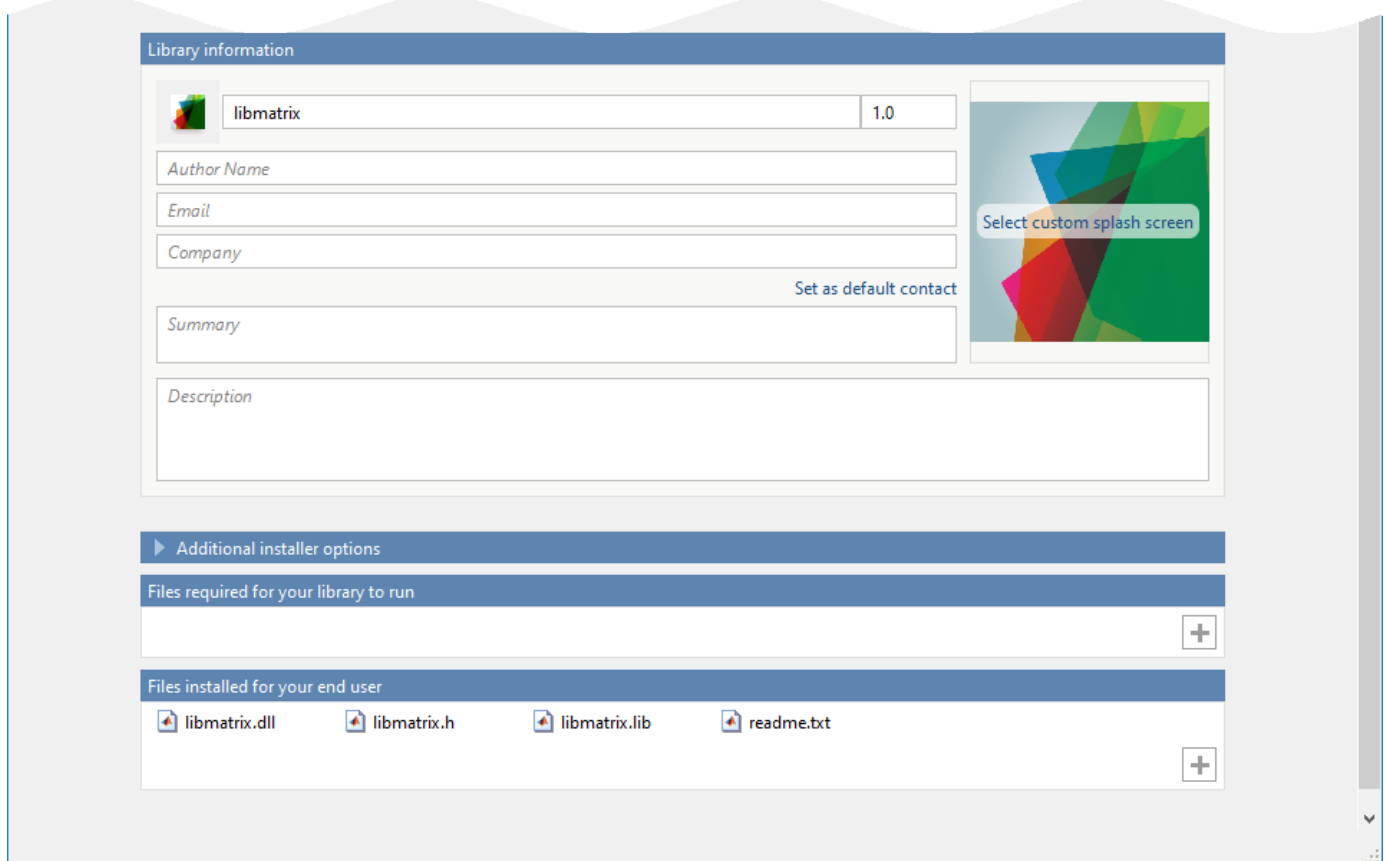 Library information
libmatrix 1.0
Author Name
Email
Company
Select custom splash screen
Set as default contact
Summary
Description
Additional installer options
Files required for your library to run
Files installed for your end user
libmatrix.dll libmatrix.h libmatrix.lib readme.txt